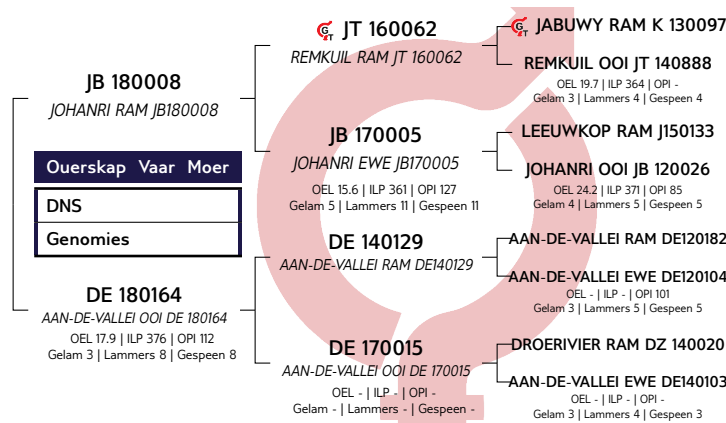 JB 180008
JOHANRI RAM JB180008
Ouerskap Vaar Moer
DNS
Genomies
DE 180164
AAN-DE-VALLEI OOI DE 180164
OEL 17.9 | ILP 376 | OPI 112
Gelam 3 | Lammers 8 | Gespeen 8
GT JT 160062
REMKUIL RAM JT 160062
JB 170005
JOHANRI EWE JB170005
OEL 15.6 | ILP 361 | OPI 127
Gelam 5 | Lammers 11 | Gespeen 11
DE 140129
AAN-DE-VALLEI RAM DE140129
DE 170015
AAN-DE-VALLEI OOI DE 170015
OEL - | ILP - | OPI -
Gelam - | Lammers - | Gespeen -
GT JABUWY RAM K 130097
REMKUIL OOI JT 140888
OEL 19.7 | ILP 364 | OPI -
Gelam 3 | Lammers 4 | Gespeen 4
LEEUWKOP RAM J150133
JOHANRI OOI JB 120026
OEL 24.2 | ILP 371 | OPI 85
Gelam 4 | Lammers 5 | Gespeen 5
AAN-DE-VALLEI RAM DE120182
AAN-DE-VALLEI EWE DE120104
OEL - | ILP - | OPI 101
Gelam 3 | Lammers 5 | Gespeen 5
DROERIVIER RAM DZ 140020
AAN-DE-VALLEI EWE DE140103
OEL - | ILP - | OPI -
Gelam 3 | Lammers 4 | Gespeen 3